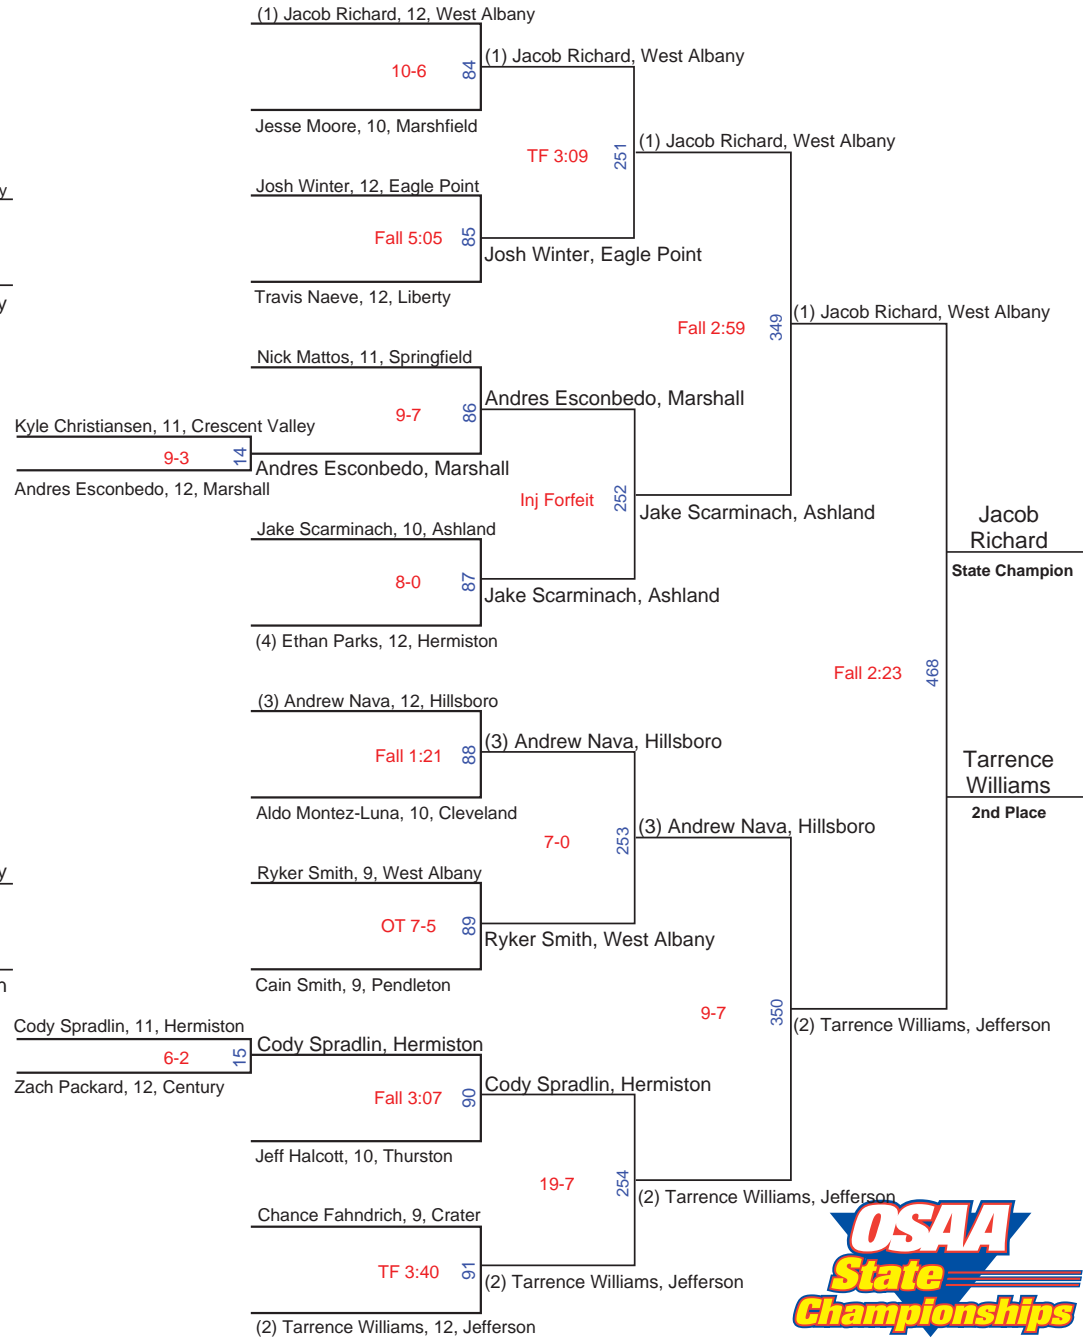 (1) Jacob Richard, 12, West Albany
(1) Jacob Richard, West Albany
10-6
84
Jesse Moore, 10, Marshfield
(1) Jacob Richard, West Albany
TF 3:09
251
y
Josh Winter, 12, Eagle Point
Fall 5:05
85
Josh Winter, Eagle Point
Travis Naeve, 12, Liberty
y
(1) Jacob Richard, West Albany
Fall 2:59
349
Nick Mattos, 11, Springfield
Andres Esconbedo, Marshall
9-7
86
Kyle Christiansen, 11, Crescent Valley
9-3
14
Andres Esconbedo, Marshall
Andres Esconbedo, 12, Marshall
Inj Forfeit
252
Jake Scarminach, Ashland
Jake Scarminach, 10, Ashland
8-0
87
Jake Scarminach, Ashland
(4) Ethan Parks, 12, Hermiston
Jacob
Richard
State Champion
Fall 2:23
468
(3) Andrew Nava, 12, Hillsboro
(3) Andrew Nava, Hillsboro
Fall 1:21
88
Aldo Montez-Luna, 10, Cleveland
Tarrence
Williams
2nd Place
(3) Andrew Nava, Hillsboro
7-0
253
y
Ryker Smith, 9, West Albany
OT 7-5
89
Ryker Smith, West Albany
Cain Smith, 9, Pendleton
n
9-7
350
(2) Tarrence Williams, Jefferson
Cody Spradlin, 11, Hermiston
6-2
15
Cody Spradlin, Hermiston
Zach Packard, 12, Century
Cody Spradlin, Hermiston
Fall 3:07
90
Jeff Halcott, 10, Thurston
19-7
254
(2) Tarrence Williams, Jefferson
Chance Fahndrich, 9, Crater
TF 3:40
91
(2) Tarrence Williams, Jefferson
(2) Tarrence Williams, 12, Jefferson
OSAA
State
Championships